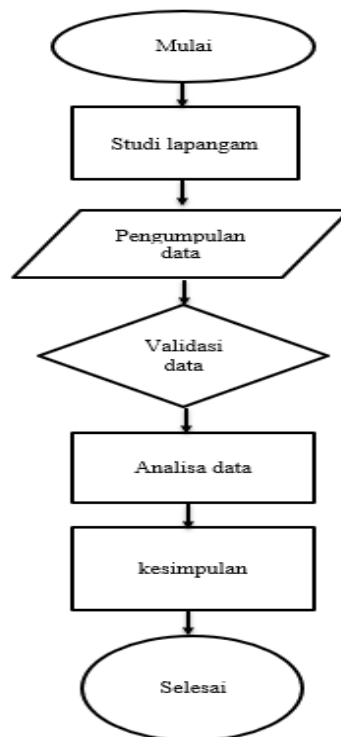 Mulai
Studi lapangam
Pengumpulan
data
Validasi
data
Analisa data
kesimpulan
Selesai